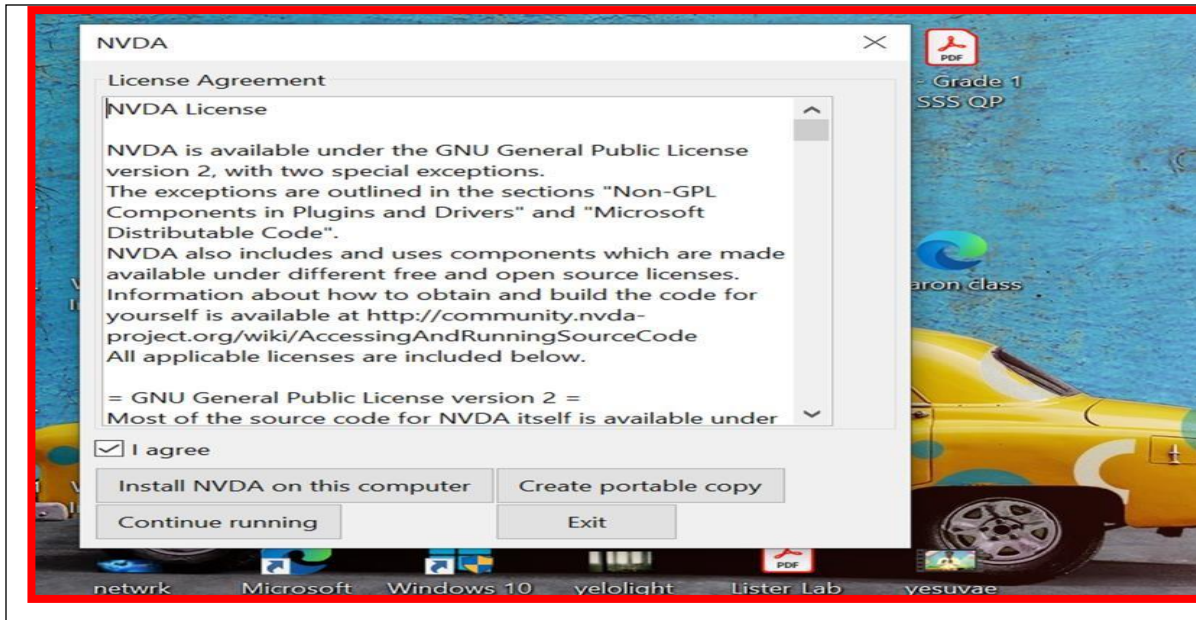 NVDA
License Agreement
NVDA License
NVDA is available under the GNU General Public License
version 2, with two special exceptions.
The exceptions are outlined in the sections "Non-GPL
Components in Plugins and Drivers" and "Microsoft
Distributable Code".
NVDA also includes and uses components which are made
available under different free and open source licenses.
Information about how to obtain and build the code for
yourself is available at http://community.nvda-
project.org/wiki/AccessingAndRunningSourceCode
All applicable licenses are included below.
= GNU General Public License version 2 =
Most of the source code for NVDA itself is available under
I agree
Install NVDA on this computer
Create portable copy
Continue running
Exit
PDF
- Grade 1
SSS QP
aron class
netwrk
Microsoft
Windows 10
yelolight
PDF
Lister Lab
yesuvae